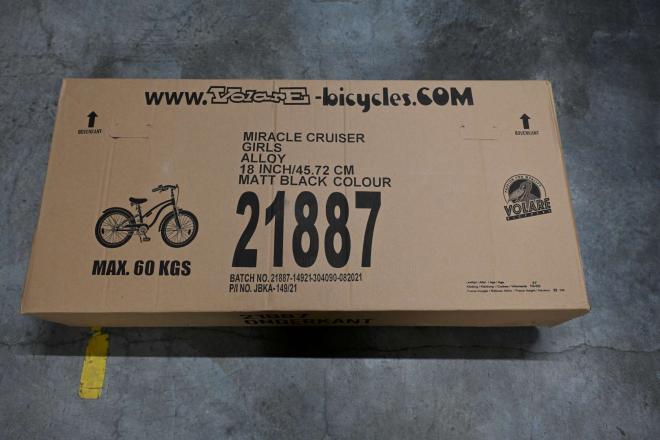 www.VolarE-bicycles.COM
BOVENKANT
BOVENKANT
MIRACLE CRUISER
GIRLS
ALLOY
18 INCH/45.72 CM
MATT BLACK COLOUR
21887
MAX. 60 KGS
VOLARE
BICYCLES
BATCH NO. 21887-14921-304090-082021
P/I NO. JBKA-149/21
21887
ONDERKANT